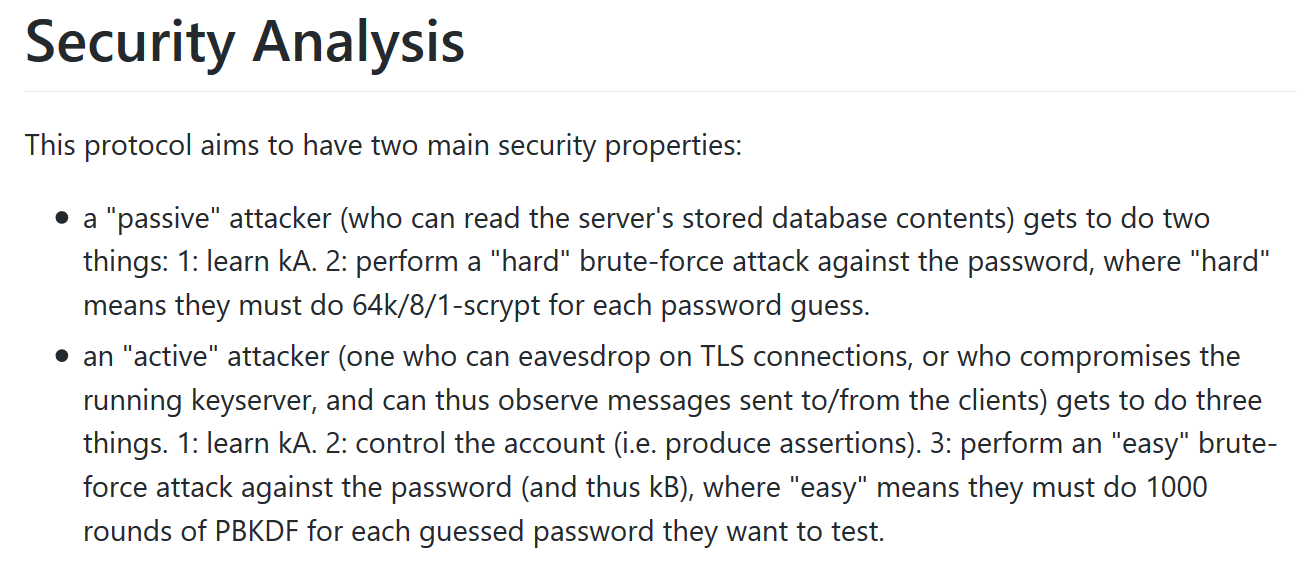 Security Analysis
This protocol aims to have two main security properties:
a "passive" attacker (who can read the server's stored database contents) gets to do two
things: 1: learn kA. 2: perform a "hard" brute-force attack against the password, where "hard"
means they must do 64k/8/1-scrypt for each password guess.
an "active" attacker (one who can eavesdrop on TLS connections, or who compromises the
running keyserver, and can thus observe messages sent to/from the clients) gets to do three
things. 1: learn kA. 2: control the account (i.e. produce assertions). 3: perform an "easy" brute-
force attack against the password (and thus kB), where "easy" means they must do 1000
rounds of PBKDF for each guessed password they want to test.